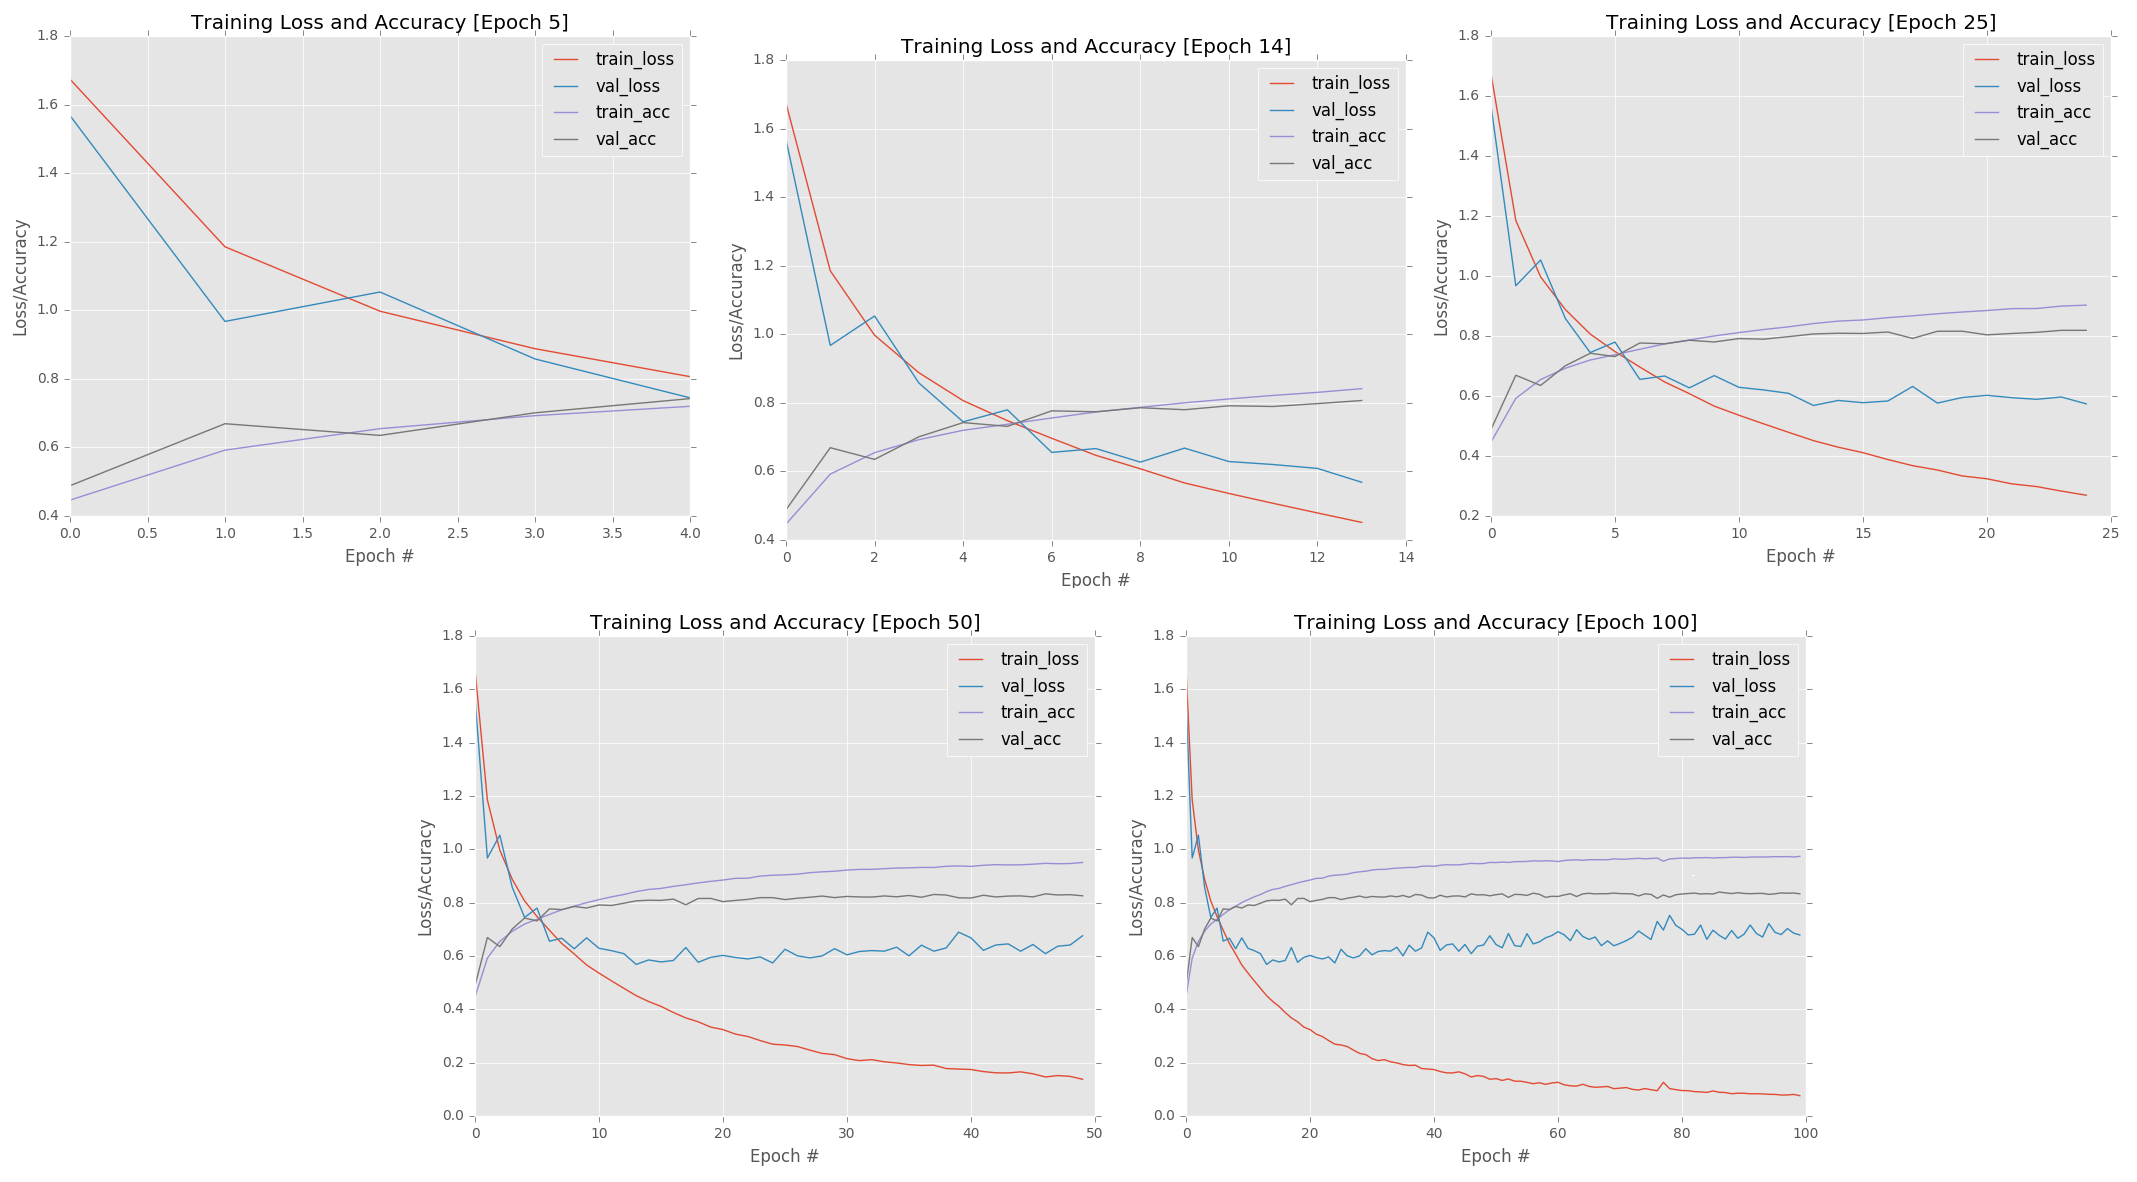 Training Loss and Accuracy [Epoch 5]
1.8
1.6
1.4
1.2
1.0
0.8
0.6
0.4
Loss/Accuracy
0.0 0.5 1.0 1.5 2.0 2.5 3.0 3.5 4.0
Epoch #
train_loss
val_loss
train_acc
val_acc
Training Loss and Accuracy [Epoch 14]
1.8
1.6
1.4
1.2
1.0
0.8
0.6
0.4
Loss/Accuracy
0 2 4 6 8 10 12 14
Epoch #
train_loss
val_loss
train_acc
val_acc
Training Loss and Accuracy [Epoch 25]
1.8
1.6
1.4
1.2
1.0
0.8
0.6
0.4
0.2
Loss/Accuracy
0 5 10 15 20 25
Epoch #
train_loss
val_loss
train_acc
val_acc
Training Loss and Accuracy [Epoch 50]
1.8
1.6
1.4
1.2
1.0
0.8
0.6
0.4
0.2
0.0
Loss/Accuracy
0 10 20 30 40 50
Epoch #
train_loss
val_loss
train_acc
val_acc
Training Loss and Accuracy [Epoch 100]
1.8
1.6
1.4
1.2
1.0
0.8
0.6
0.4
0.2
0.0
Loss/Accuracy
0 20 40 60 80 100
Epoch #
train_loss
val_loss
train_acc
val_acc